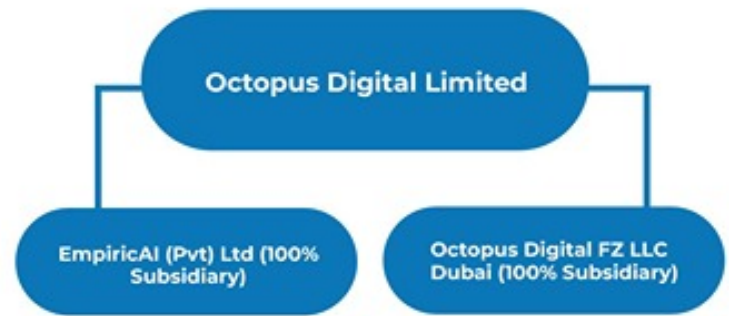 Octopus Digital Limited
EmpiricAI (Pvt) Ltd (100%
Subsidiary)
Octopus Digital FZ LLC
Dubai (100% Subsidiary)